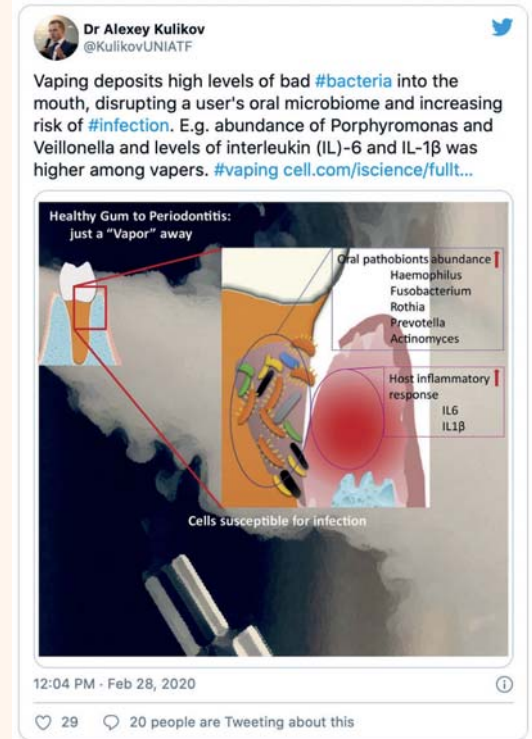 Dr Alexey Kulikov
@KulikovUNIATF
Vaping deposits high levels of bad #bacteria into the
mouth, disrupting a user's oral microbiome and increasing
risk of #infection. E.g. abundance of Porphyromonas and
Veillonella and levels of interleukin (IL)-6 and IL-1β was
higher among vapers. #vaping cell.com/iscience/fullt...
Healthy Gum to Periodontitis:
just a “Vapor” away
Oral pathobionts abundance
Haemophilus
Fusobacterium
Rothia
Prevotella
Actinomyces
Host inflammatory
response
IL6
IL1β
Cells susceptible for infection
12:04 PM · Feb 28, 2020
29
20 people are Tweeting about this